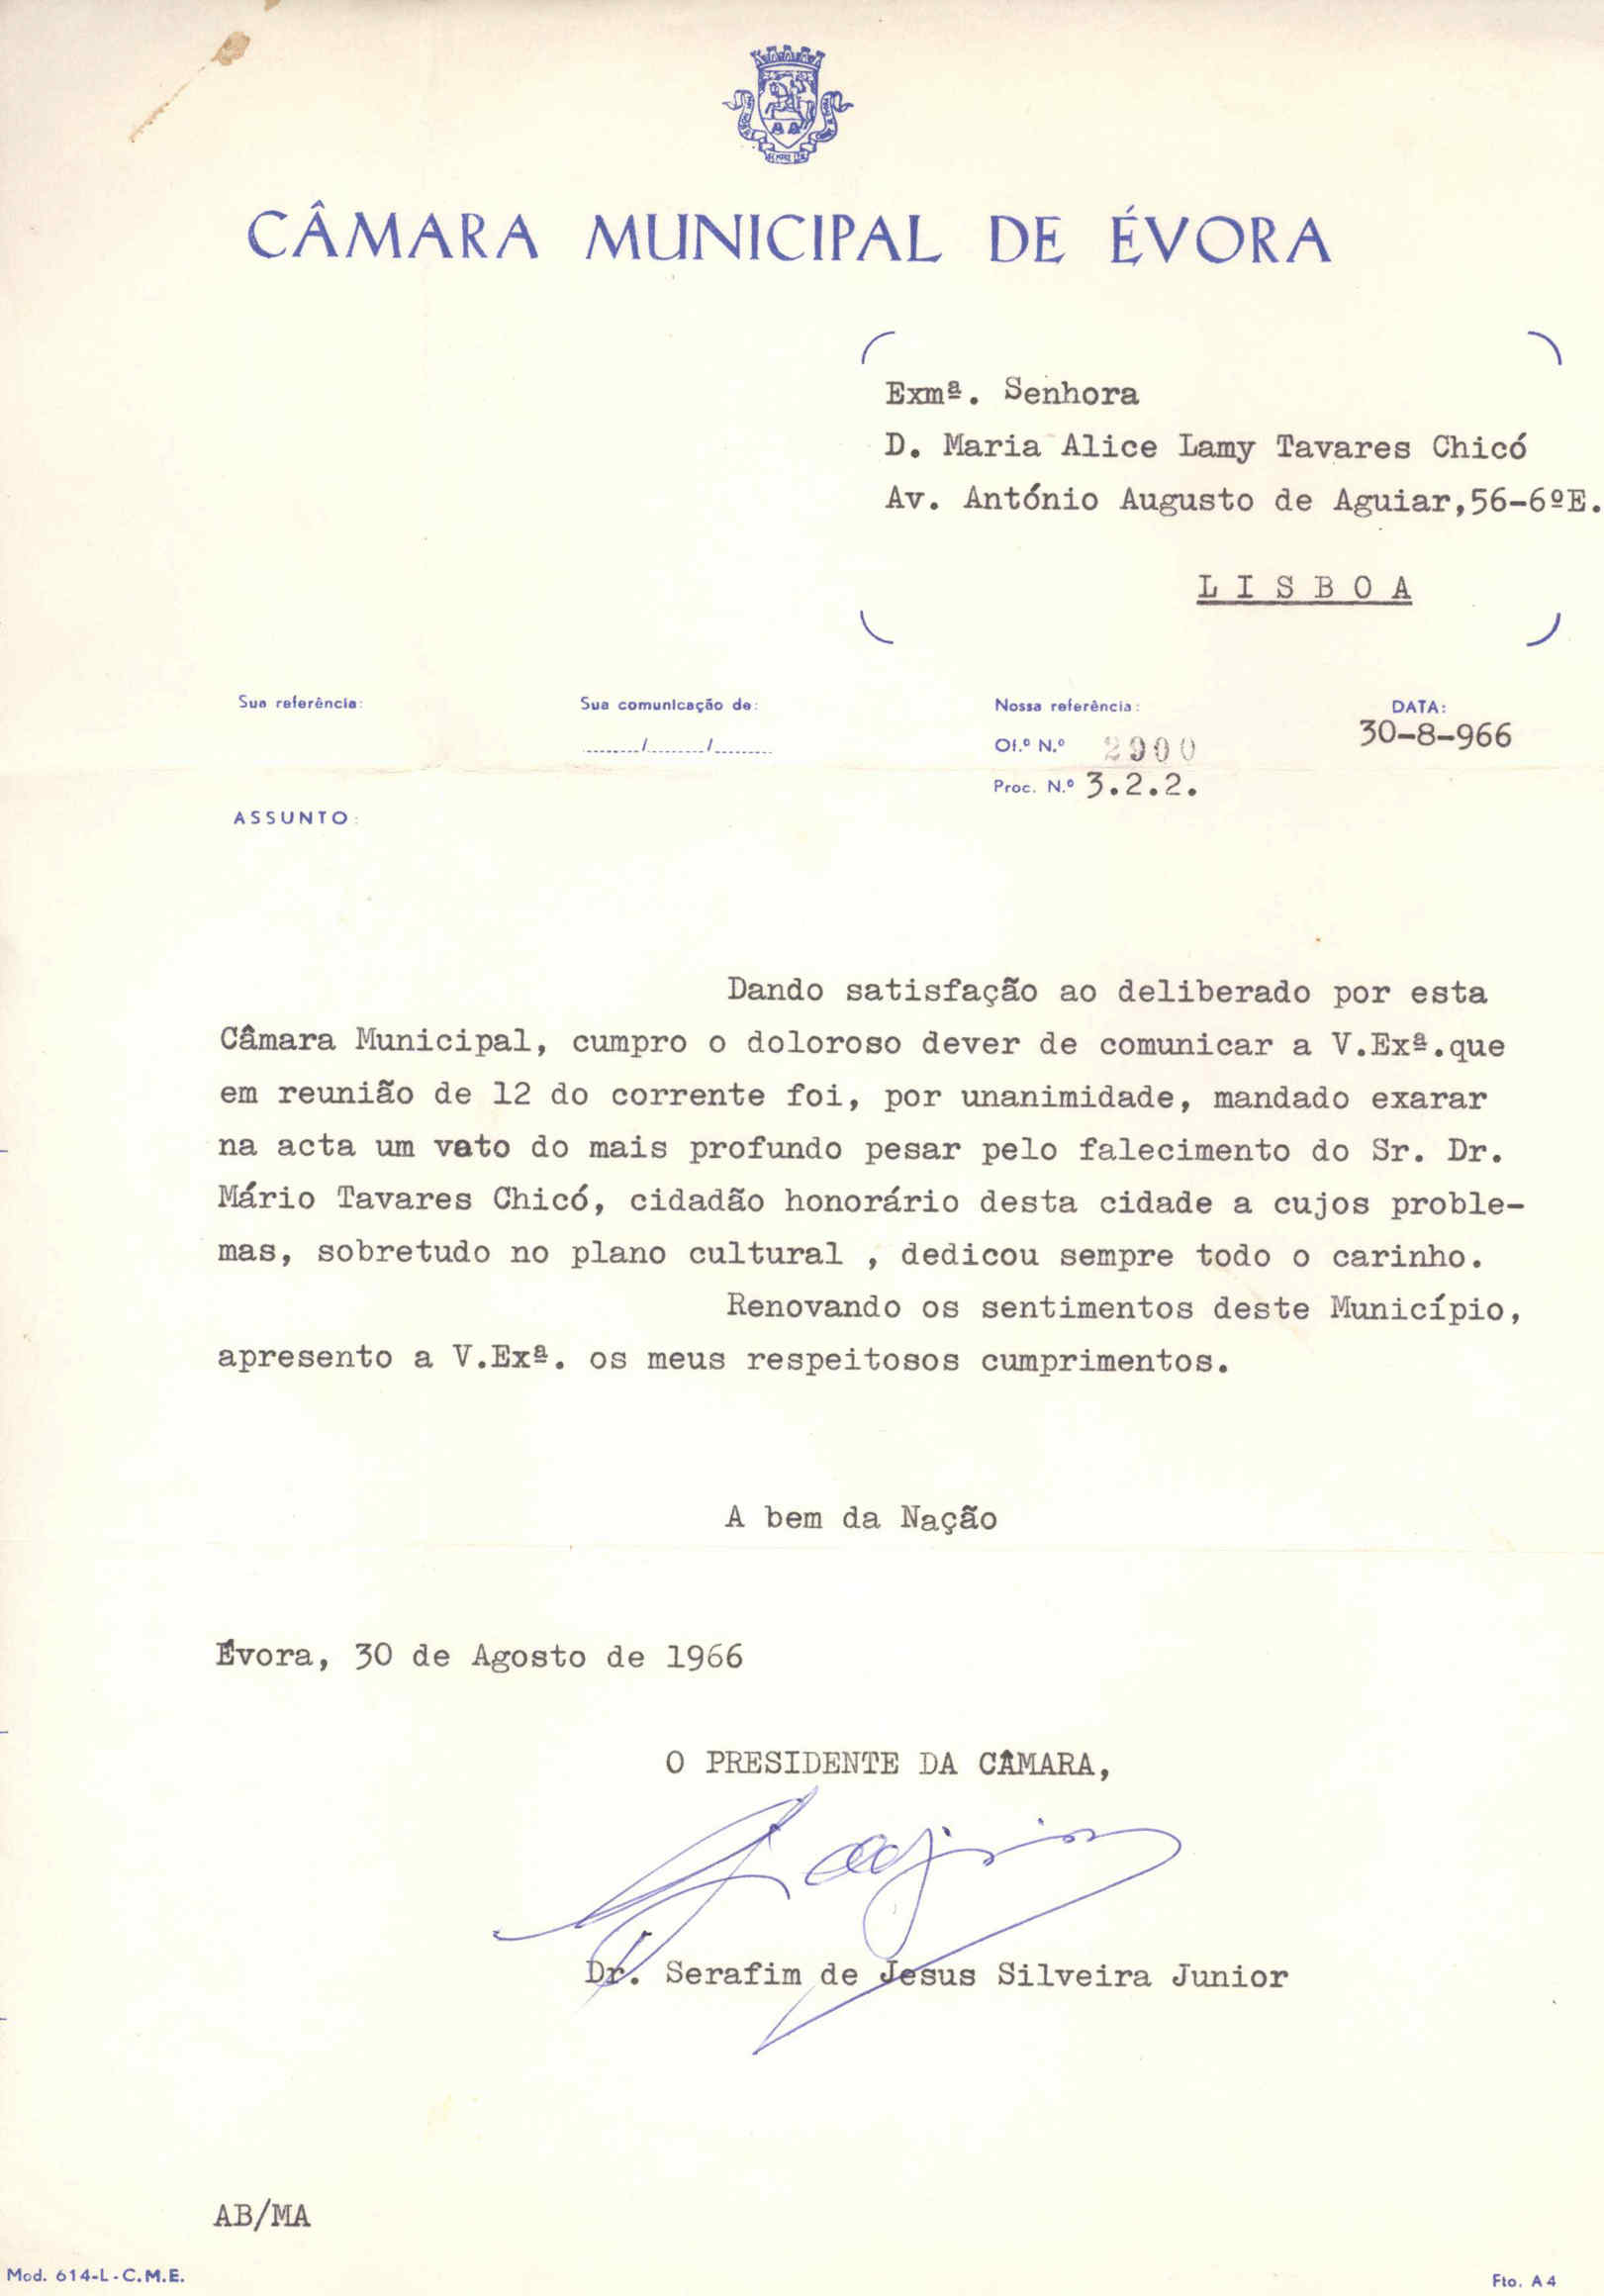 CÂMARA MUNICIPAL DE ÉVORA
Exmª. Senhora
D. Maria Alice Lamy Tavares Chicó
Av. António Augusto de Aguiar,56-6ºE.
LISBOA
Sua referência:
Sua comunicação de:
Nossa referência:
DATA:
......../......../........
Of.º N.º 2900
30-8-966
Proc. N.º 3.2.2.
ASSUNTO:
Dando satisfação ao deliberado por esta
Câmara Municipal, cumpro o doloroso dever de comunicar a V.Exª.que
em reunião de 12 do corrente foi, por unanimidade, mandado exarar
na acta um voto do mais profundo pesar pelo falecimento do Sr. Dr.
Mário Tavares Chicó, cidadão honorário desta cidade a cujos proble-
mas, sobretudo no plano cultural , dedicou sempre todo o carinho.
Renovando os sentimentos deste Município,
apresento a V.Exª. os meus respeitosos cumprimentos.
A bem da Nação
Évora, 30 de Agosto de 1966
O PRESIDENTE DA CÂMARA,
Dr. Serafim de Jesus Silveira Junior
AB/MA
Mod. 614-L-C.M.E.
Fto. A4